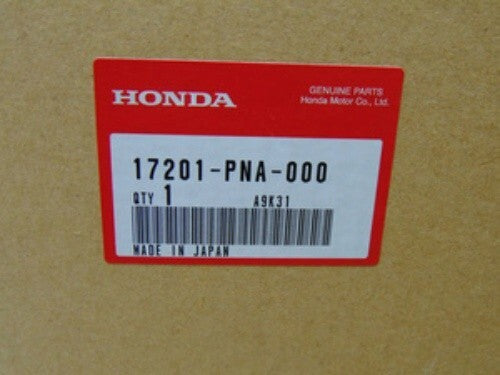 HONDA
GENUINE PARTS
Honda Motor Co., Ltd.
17201-PNA-000
QTY 1 A9K31
MADE IN JAPAN